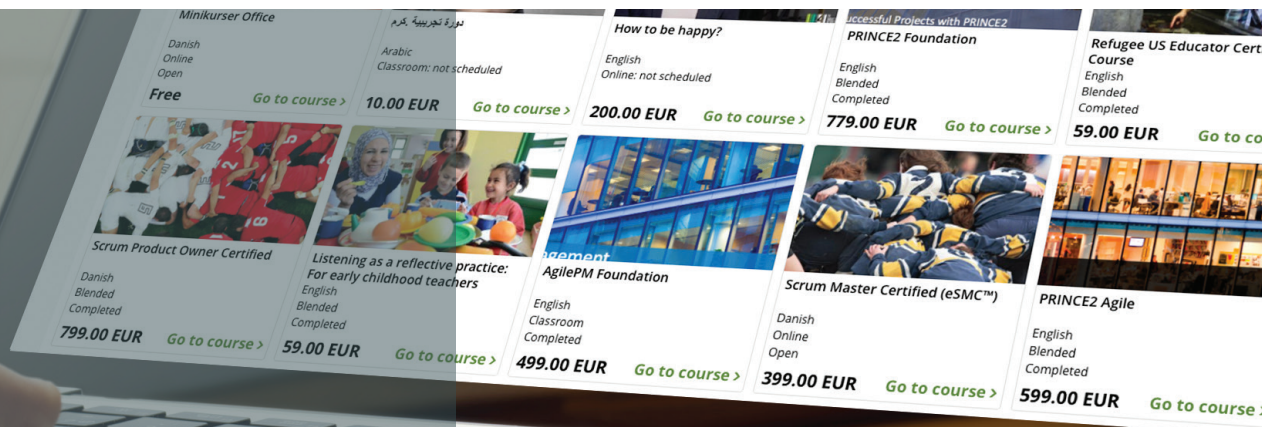 Minikurser Office
Danish
Online
Open
Free
Go to course >
دورة تجريبية .كرم
Arabic
Classroom: not scheduled
10.00 EUR
Go to course >
How to be happy?
English
Online: not scheduled
200.00 EUR
Go to course >
uccessful Projects with PRINCE2
PRINCE2 Foundation
English
Blended
Completed
779.00 EUR
Go to course >
Refugee US Educator Cert
Course
English
Blended
Completed
59.00 EUR
Go to co
Scrum Product Owner Certified
Danish
Blended
Completed
799.00 EUR
Go to course >
Listening as a reflective practice:
For early childhood teachers
English
Blended
Completed
59.00 EUR
Go to course >
agement
AgilePM Foundation
English
Classroom
Completed
499.00 EUR
Go to course >
Scrum Master Certified (eSMC™)
Danish
Online
Open
399.00 EUR
Go to course >
PRINCE2 Agile
English
Blended
Completed
599.00 EUR
Go to course >